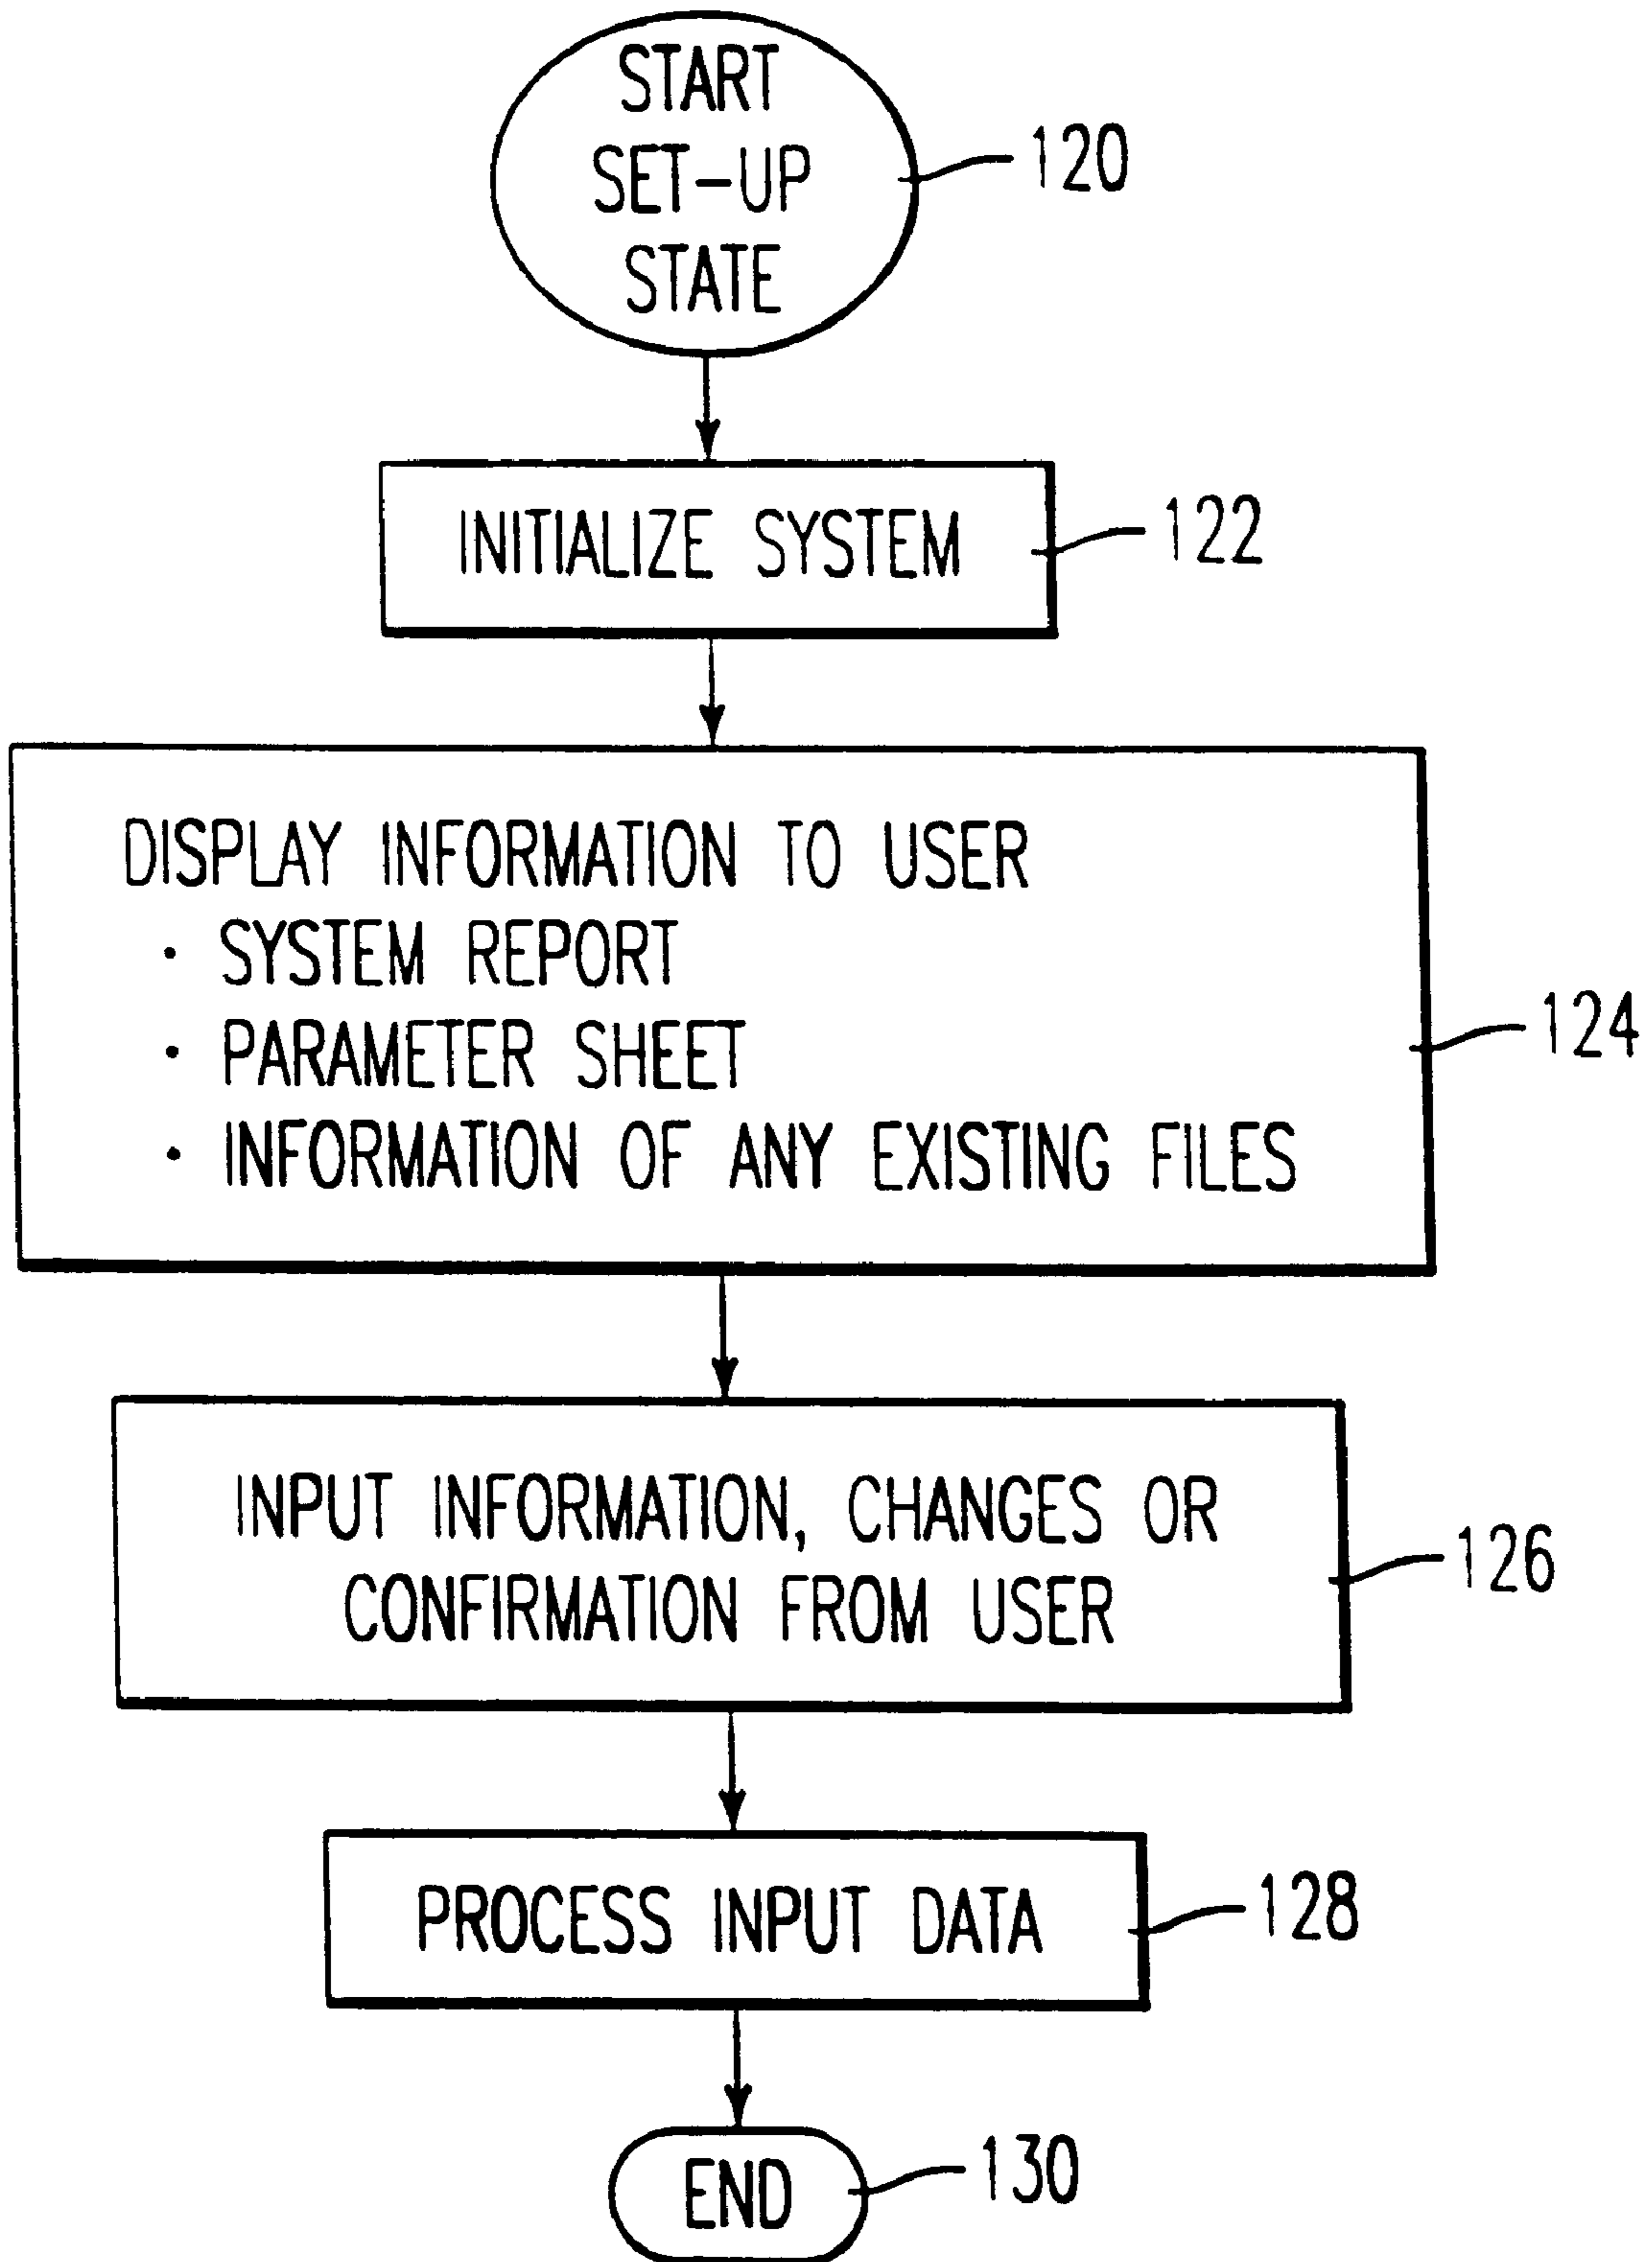 START
SET-UP
STATE
120
INITIALIZE SYSTEM
122
DISPLAY INFORMATION TO USER
· SYSTEM REPORT
· PARAMETER SHEET
· INFORMATION OF ANY EXISTING FILES
124
INPUT INFORMATION, CHANGES OR
CONFIRMATION FROM USER
126
PROCESS INPUT DATA
128
END
130